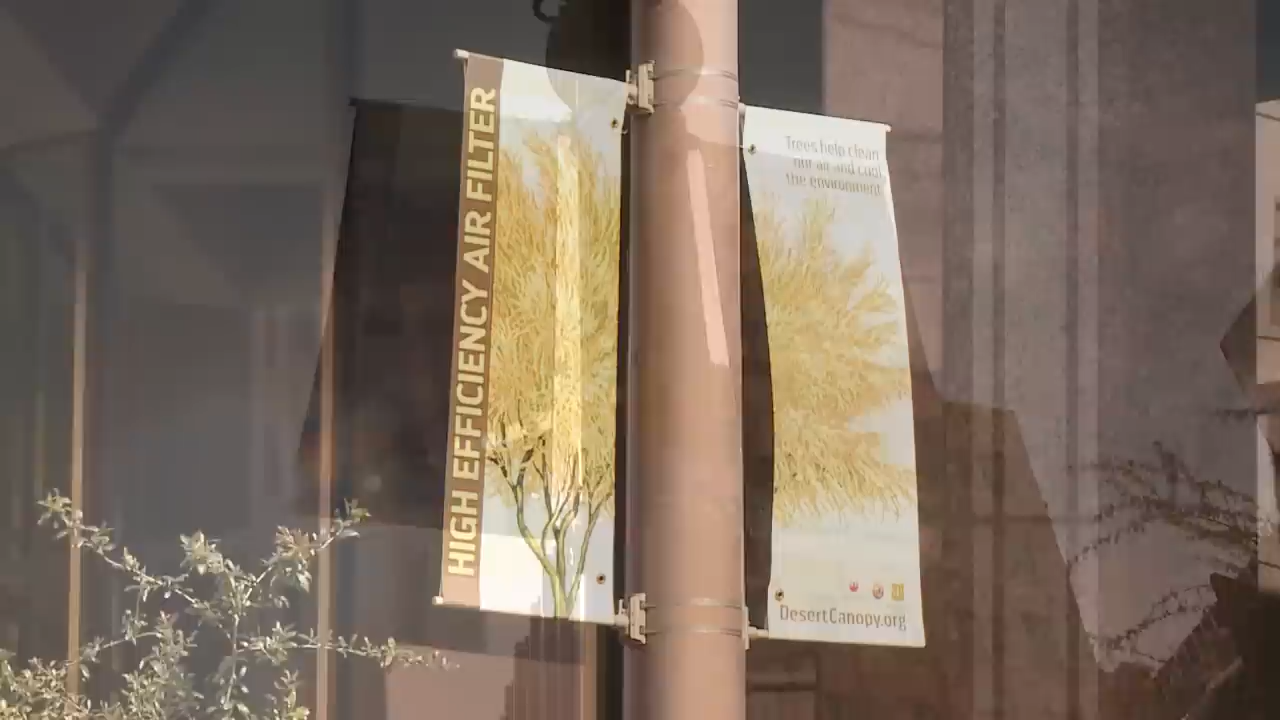 HIGH EFFICIENCY AIR FILTER
Trees help clean
our air and cool
the environment
DesertCanopy.org